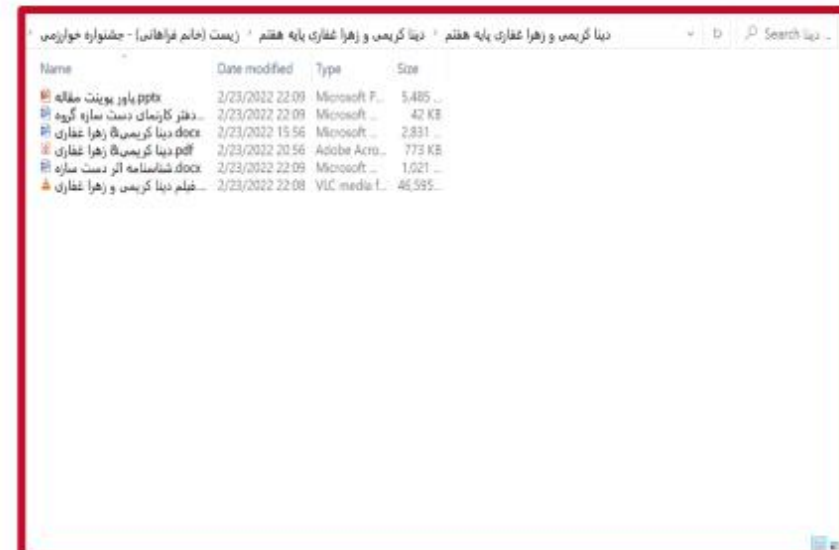 دینا کریمی و زهرا غفاری پایه هفتم › دینا کریمی و زهرا غفاری پایه هفتم › زیست (خانم فراهانی) - جشنواره خوارزمی
Search دینا ...
Name Date modified Type Size
پاور پوینت مقاله.pptx 2/23/2022 22:09 Microsoft P... 5,485 ...
دفتر کارنمای دست سازه گروه... 2/23/2022 22:09 Microsoft ... 42 KB
دینا کریمی& زهرا غفاری.docx 2/23/2022 15:56 Microsoft ... 2,831 ...
دینا کریمی& زهرا غفاری.pdf 2/23/2022 20:56 Adobe Acro... 773 KB
شناسنامه اثر دست سازه.docx 2/23/2022 22:09 Microsoft ... 1,021 ...
فیلم دینا کریمی و زهرا غفاری... 2/23/2022 22:08 VLC media f... 46,595...